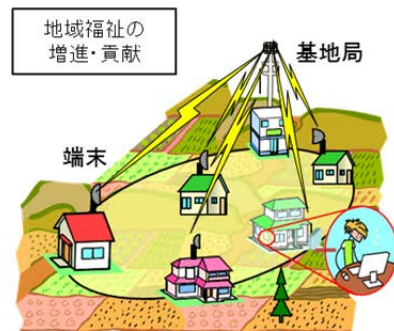 地域福祉の
増進・貢献
基地局
端末